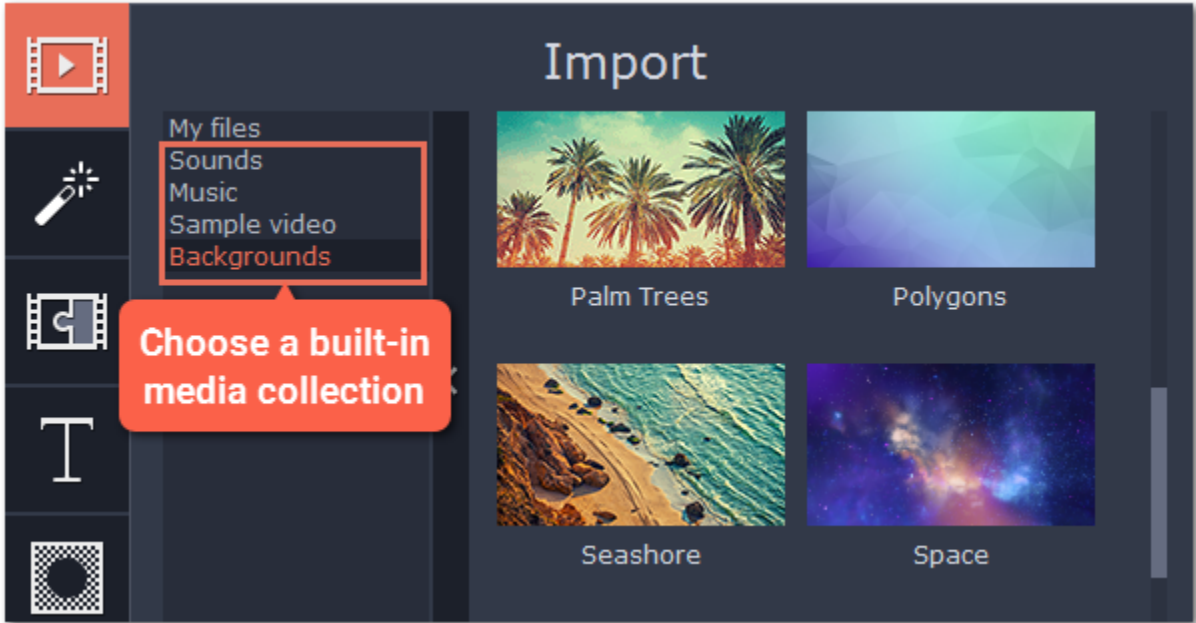 Import
My files
Sounds
Music
Sample video
Backgrounds
Choose a built-in
media collection
Palm Trees
Polygons
Seashore
Space
T